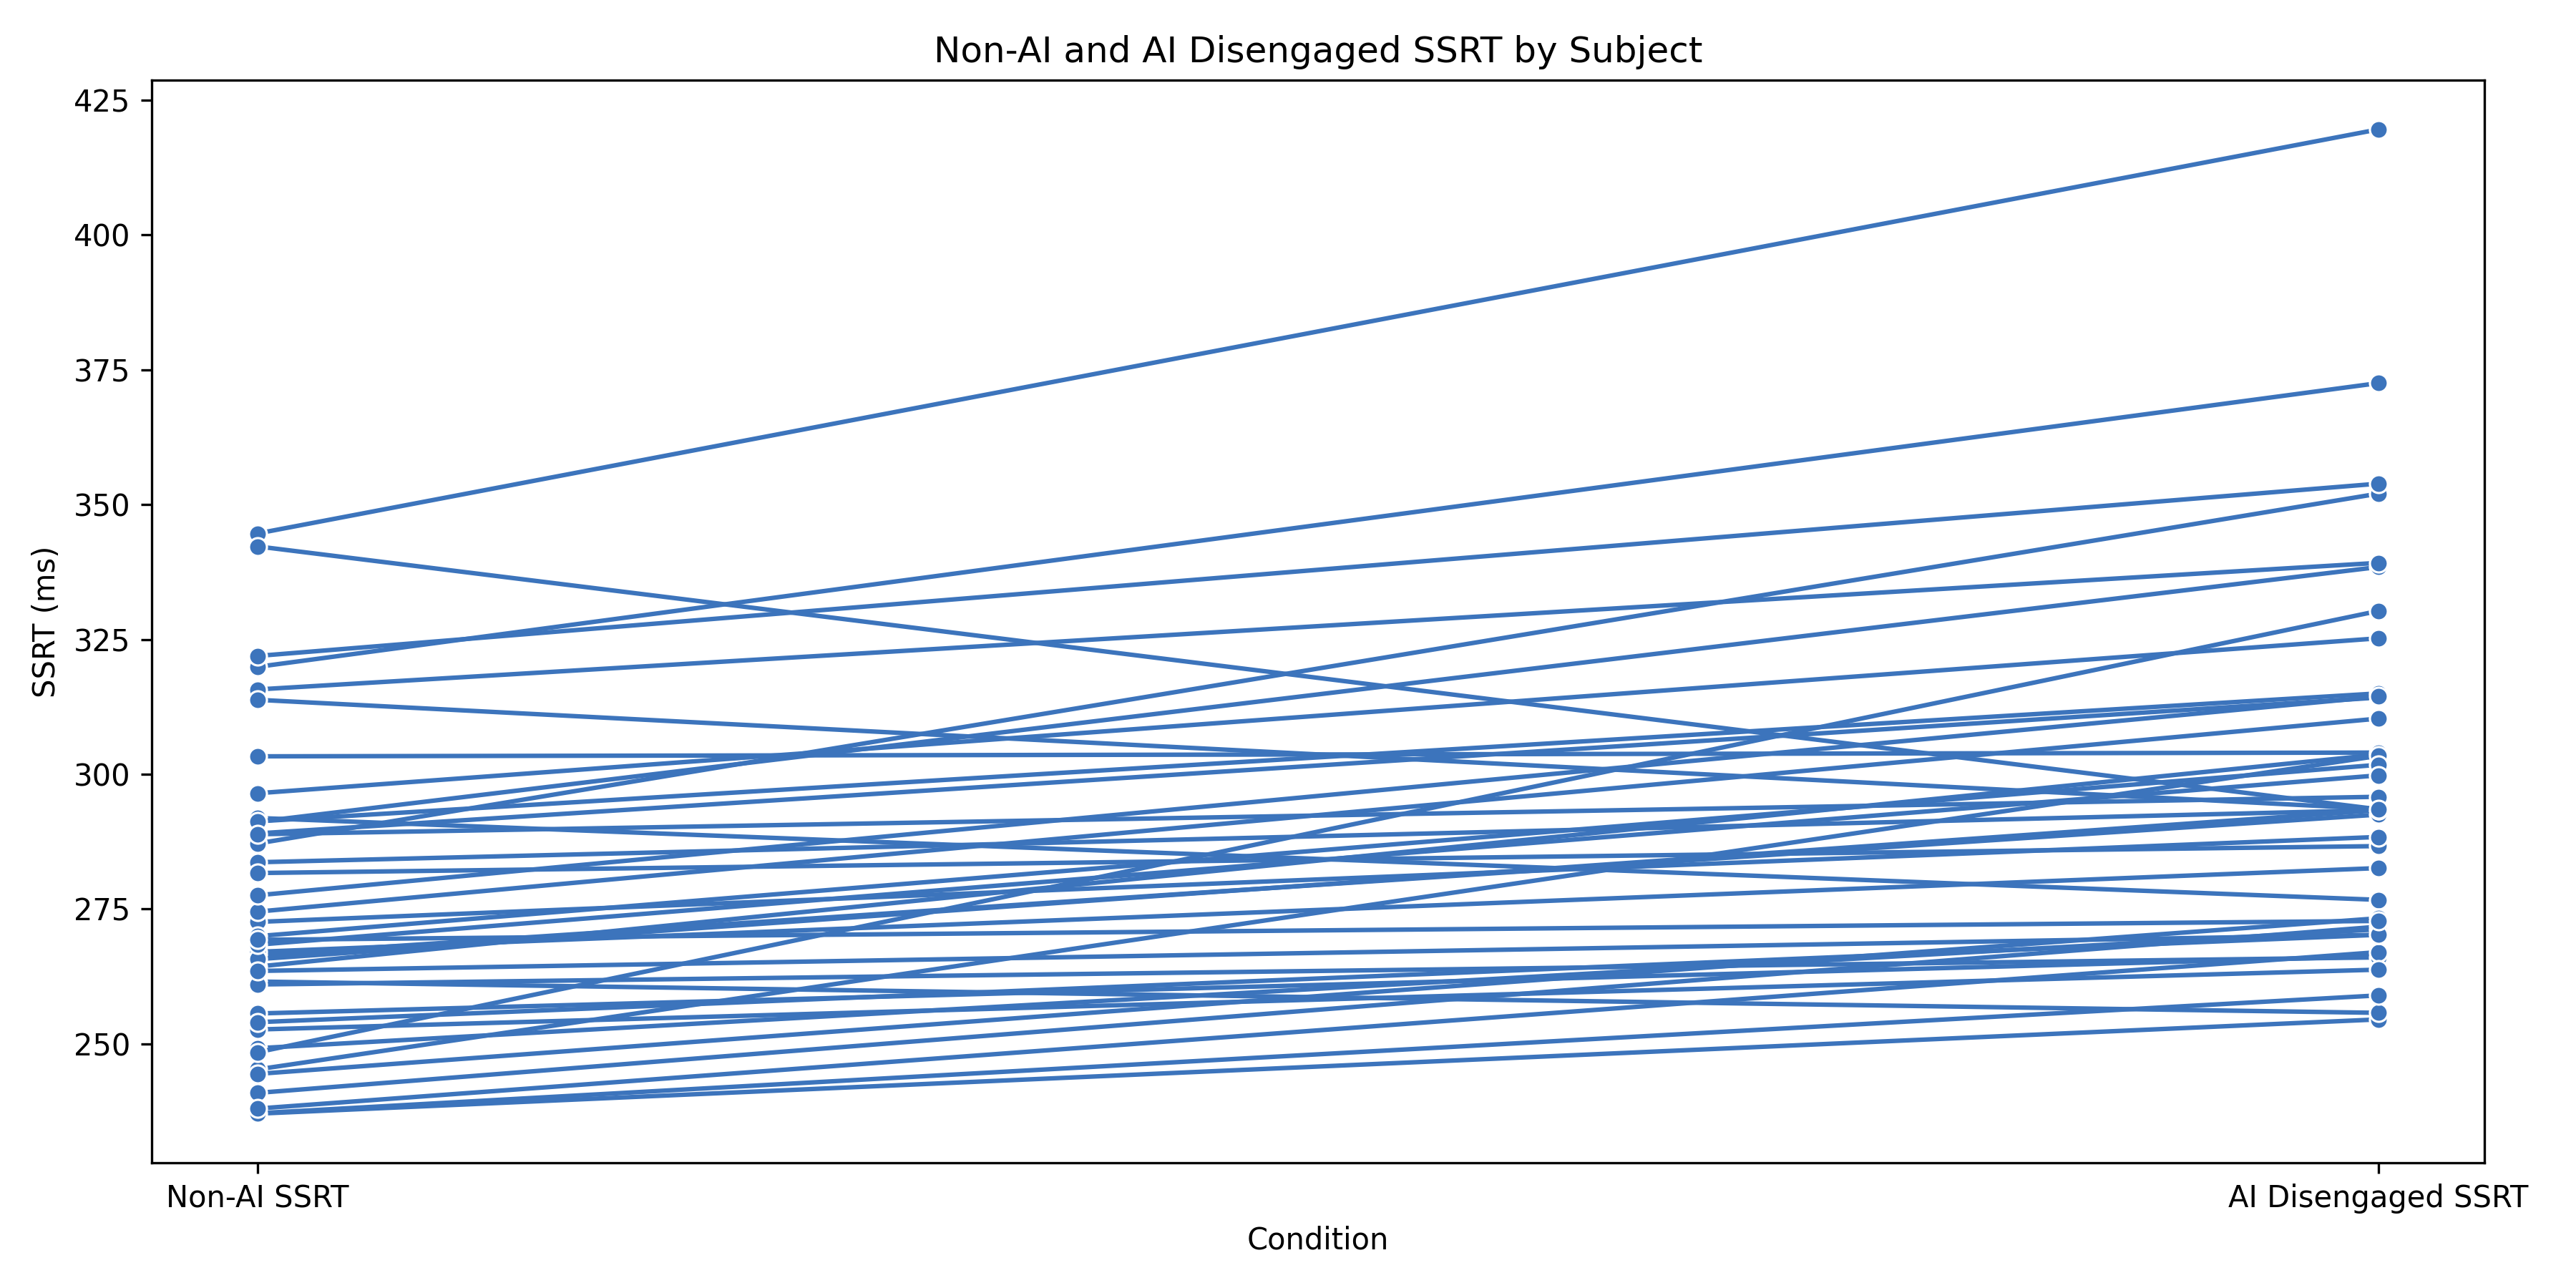 Non-AI and AI Disengaged SSRT by Subject
425
400
375
350
325
300
275
250
SSRT (ms)
Non-AI SSRT
AI Disengaged SSRT
Condition